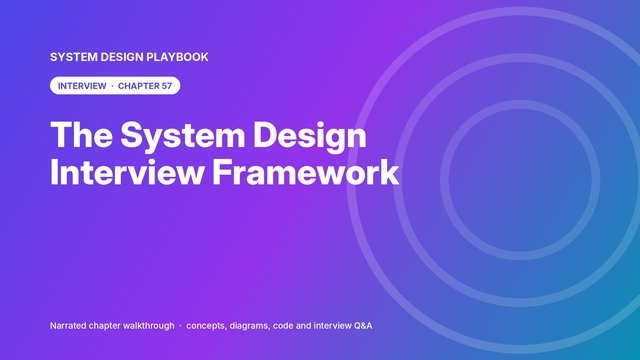 SYSTEM DESIGN PLAYBOOK
INTERVIEW · CHAPTER 57
The System Design
Interview Framework
Narrated chapter walkthrough · concepts, diagrams, code and interview Q&A